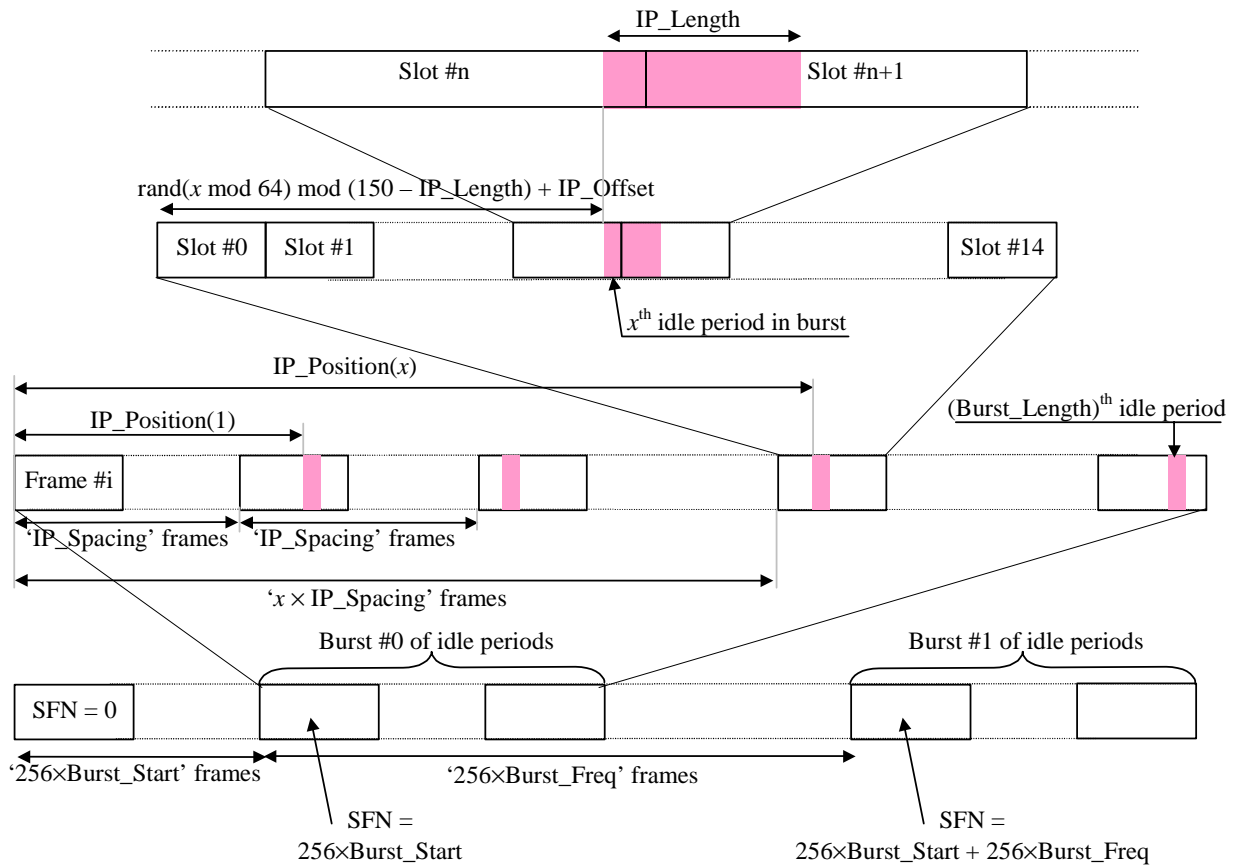 IP_Length
Slot #n
Slot #n+1
rand(x mod 64) mod (150 – IP_Length) + IP_Offset
Slot #0
Slot #1
Slot #14
xth idle period in burst
IP_Position(x)
(Burst_Length)th idle period
IP_Position(1)
Frame #i
‘IP_Spacing’ frames
‘IP_Spacing’ frames
‘x × IP_Spacing’ frames
Burst #0 of idle periods
Burst #1 of idle periods
SFN = 0
‘256×Burst_Start’ frames
‘256×Burst_Freq’ frames
SFN =
256×Burst_Start
SFN =
256×Burst_Start + 256×Burst_Freq